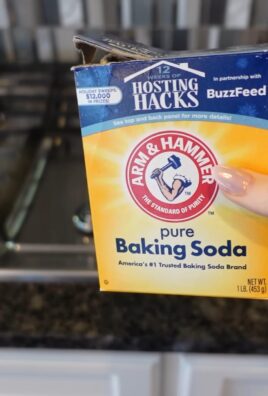 12
WEEKS OF
HOSTING
HACKS
In partnership with
BuzzFeed
HOLIDAY SWEEPS.
$12,000
IN PRIZES!
See top and back panel for more details!
ARM & HAMMER
THE STANDARD OF PURITY
TM
pure
Baking Soda
America's #1 Trusted Baking Soda Brand
NET WT.
1 LB. (453 g)